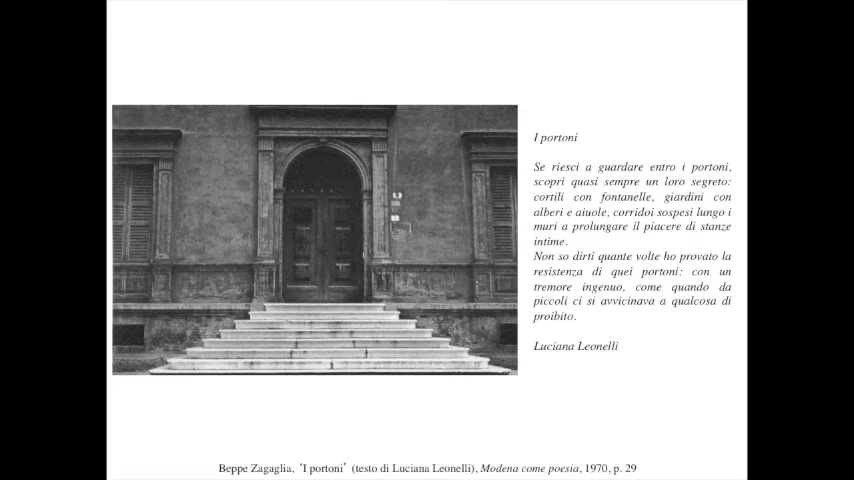 I portoni
Se riesci a guardare entro i portoni,
scopri quasi sempre un loro segreto:
cortili con fontanelle, giardini con
alberi e aiuole, corridoi sospesi lungo i
muri a prolungare il piacere di stanze
intime.
Non so dirti quante volte ho provato la
resistenza di quei portoni: con un
tremore ingenuo, come quando da
piccoli ci si avvicinava a qualcosa di
proibito.
Luciana Leonelli
Beppe Zagaglia, 'I portoni' (testo di Luciana Leonelli), Modena come poesia, 1970, p. 29